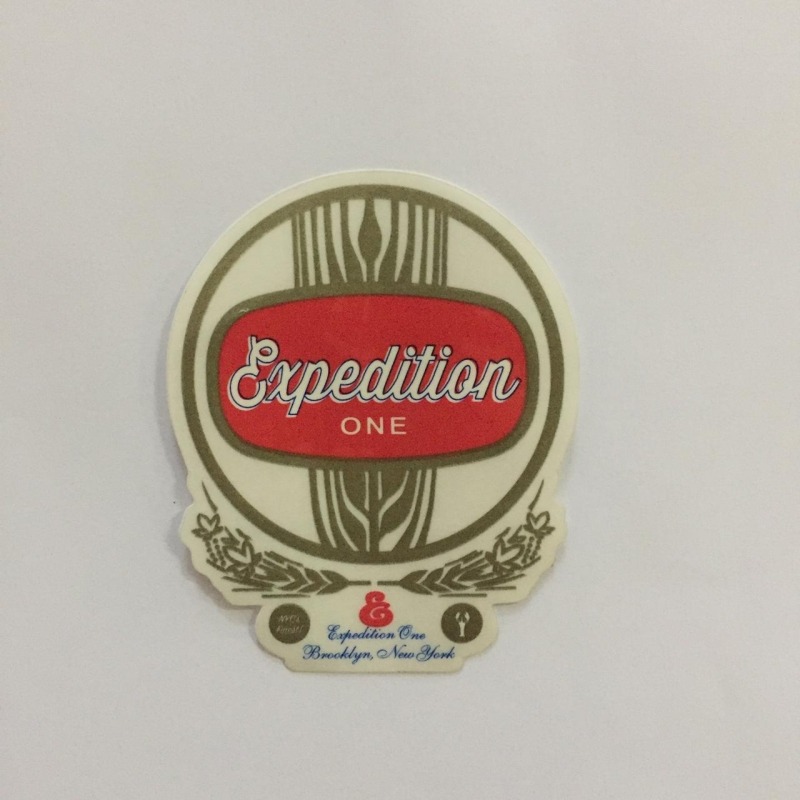 Expedition
ONE
&
Expedition One
Brooklyn, New York